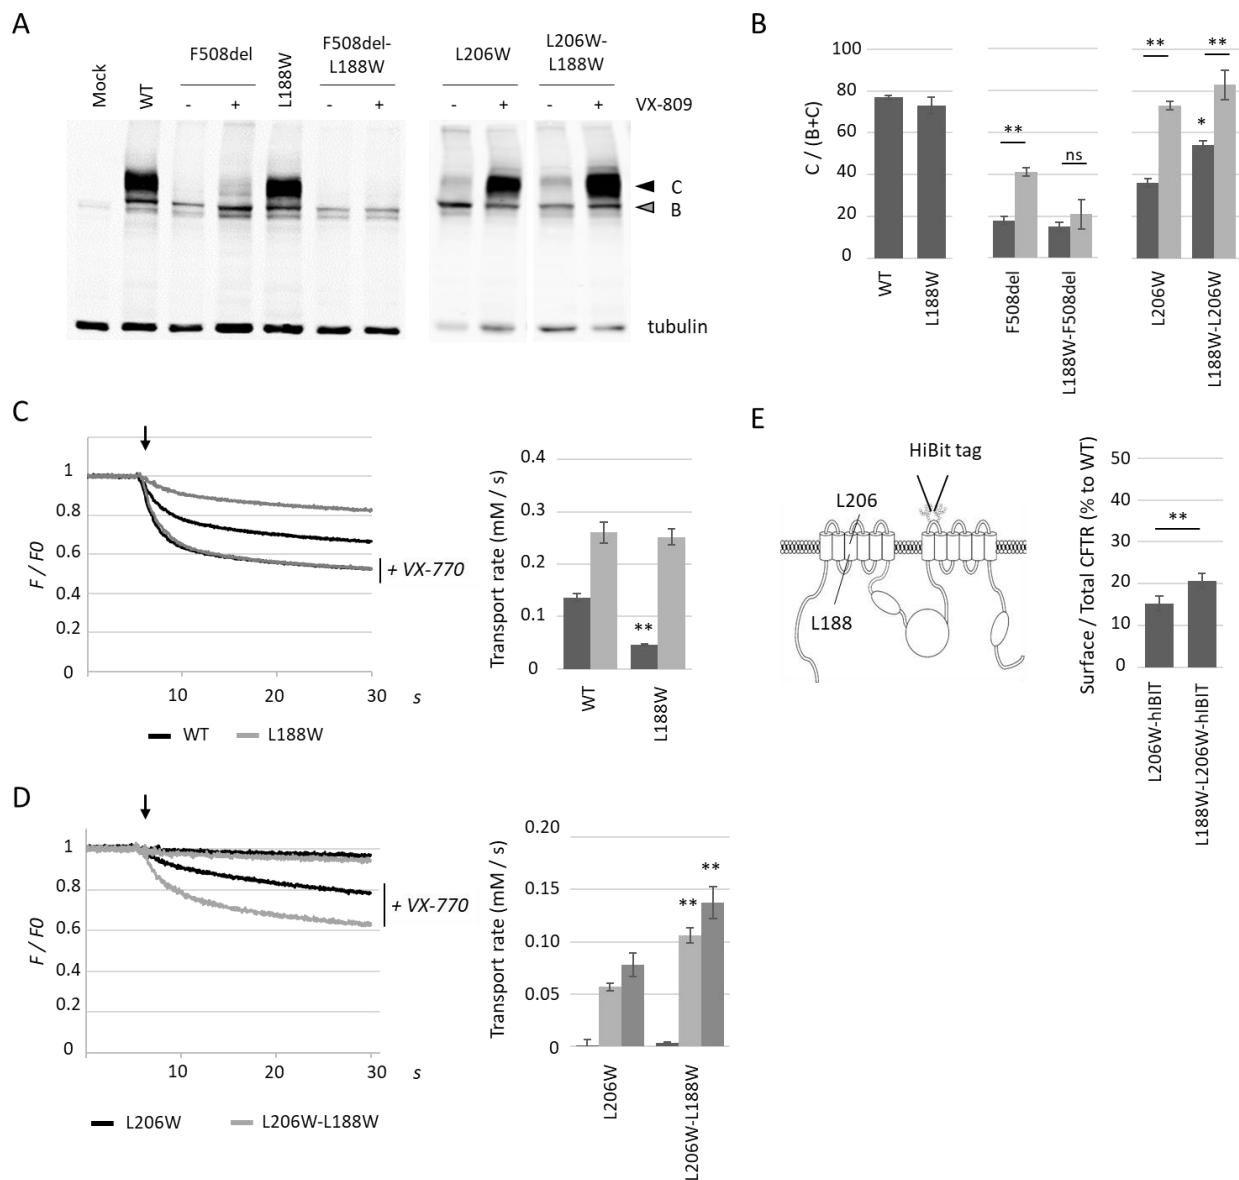 A
Mock
WT
F508del
- +
L188W
F508del-
L188W
- +
L206W
- +
L206W-
L188W
- +
VX-809
C
B
tubulin
B
C / (B+C)
100
80
60
40
20
0
**
ns
**
*
**
WT
L188W
F508del
L188W-F508del
L206W
L188W-L206W
C
F / F0
1
0.8
0.6
0.4
0.2
0
10 20 30 s
+ VX-770
WT L188W
Transport rate (mM / s)
0.4
0.3
0.2
0.1
0
**
WT
L188W
E
HiBit tag
L206
L188
Surface / Total CFTR (% to WT)
50
40
30
20
10
0
**
L206W-hIBIT
L188W-L206W-hIBIT
D
F / F0
1
0.8
0.6
0.4
0.2
0
10 20 30 s
+ VX-770
L206W L206W-L188W
Transport rate (mM / s)
0.20
0.15
0.10
0.05
0
**
**
L206W
L206W-L188W